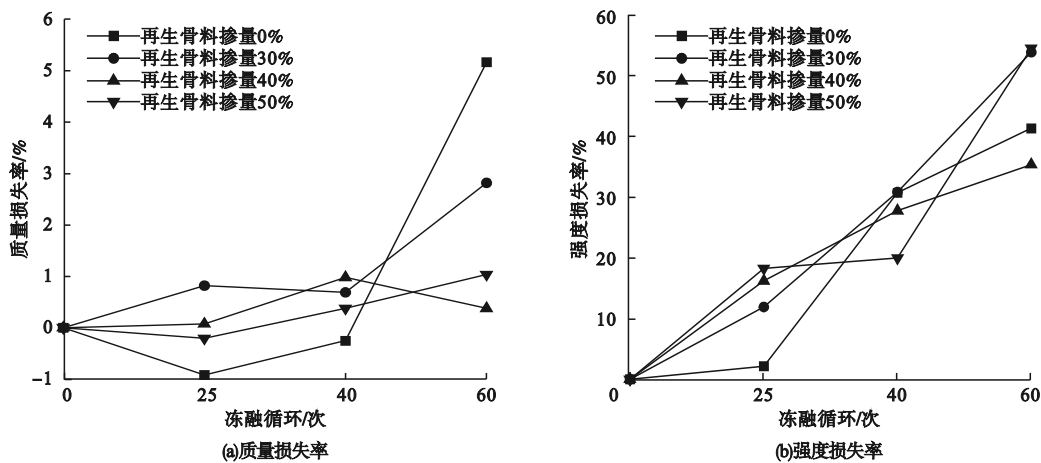 6
5
4
3
2
1
0
−1
质量损失率/%
再生骨料掺量0%
再生骨料掺量30%
再生骨料掺量40%
再生骨料掺量50%
0 25 40 60
冻融循环/次
(a)质量损失率
60
50
40
30
20
10
0
强度损失率/%
再生骨料掺量0%
再生骨料掺量30%
再生骨料掺量40%
再生骨料掺量50%
0 25 40 60
冻融循环/次
(b)强度损失率